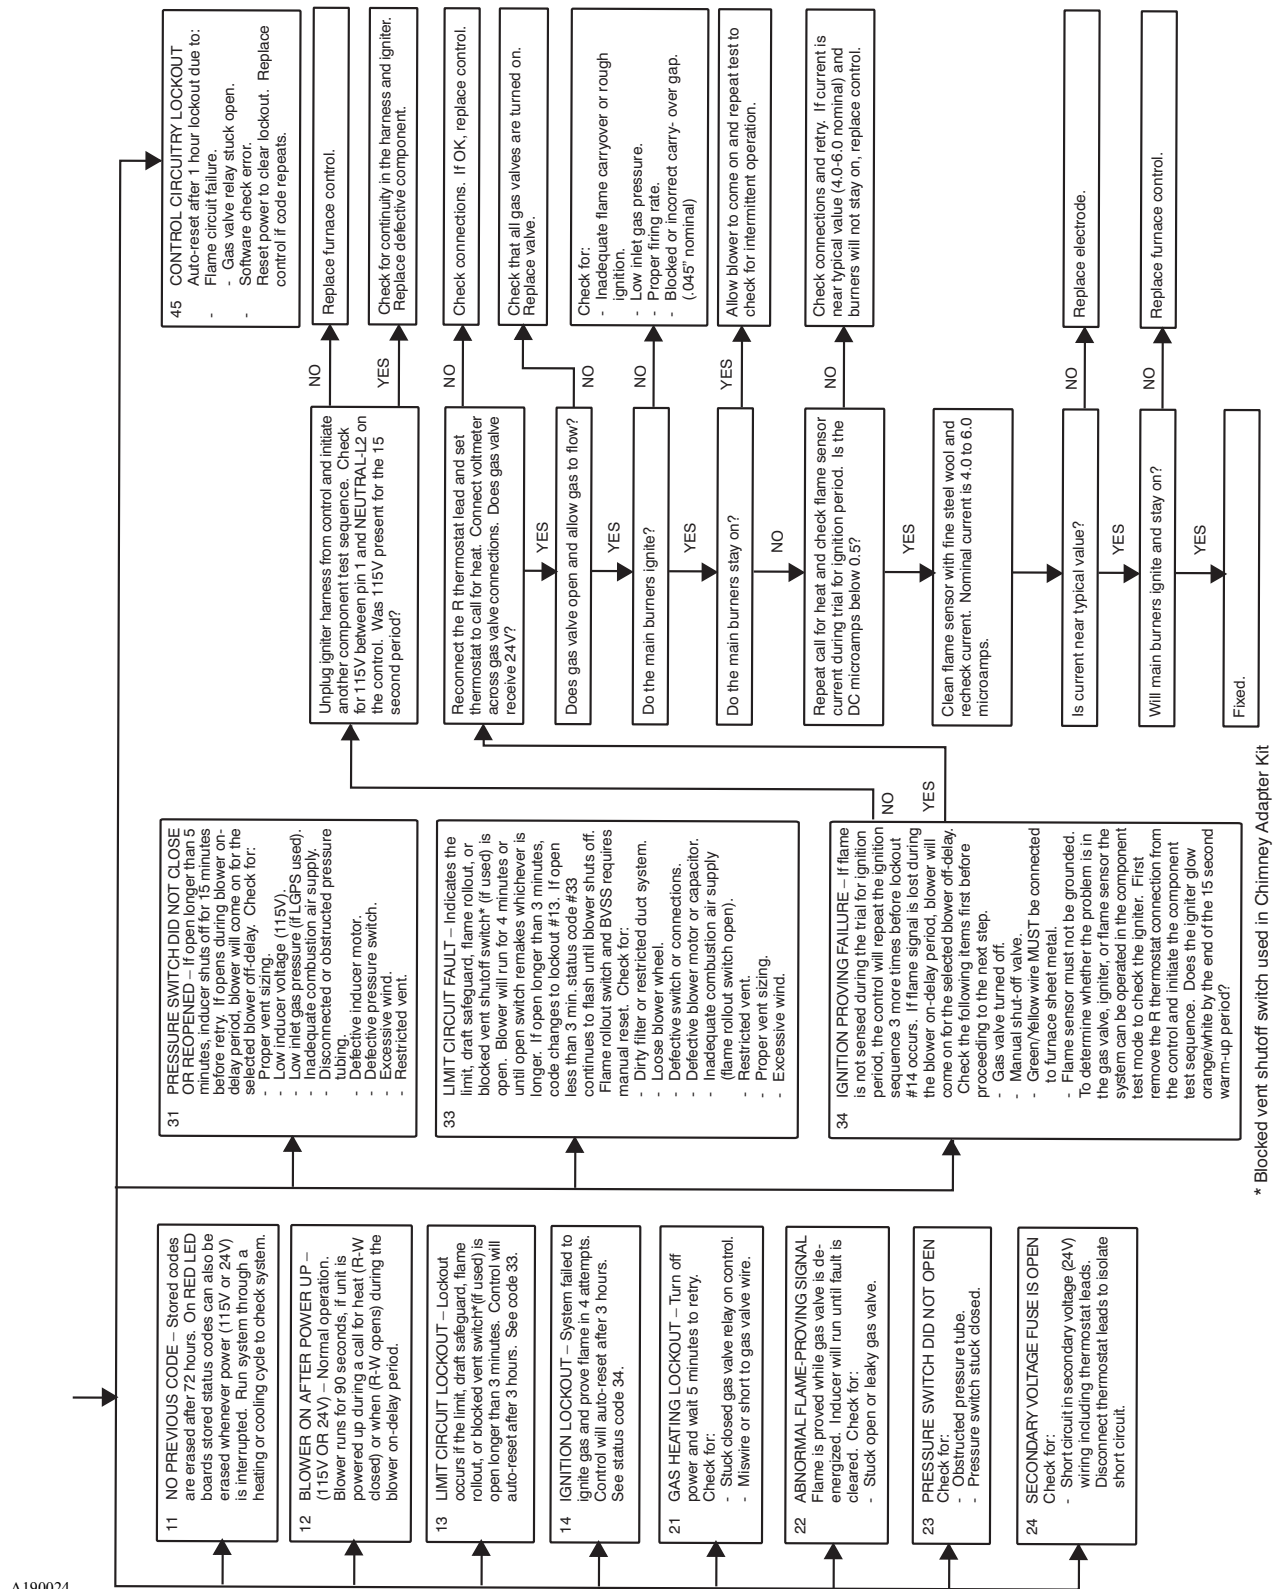 11 NO PREVIOUS CODE – Stored codes
are erased after 72 hours. On RED LED
boards stored status codes can also be
erased whenever power (115V or 24V)
is interrupted. Run system through a
heating or cooling cycle to check system.
12 BLOWER ON AFTER POWER UP –
(115V OR 24V) – Normal operation.
Blower runs for 90 seconds, if unit is
powered up during a call for heat (R-W
closed) or when (R-W opens) during the
blower on-delay period.
13 LIMIT CIRCUIT LOCKOUT – Lockout
occurs if the limit, draft safeguard, flame
rollout, or blocked vent switch*(if used) is
open longer than 3 minutes. Control will
auto-reset after 3 hours. See code 33.
14 IGNITION LOCKOUT – System failed to
ignite gas and prove flame in 4 attempts.
Control will auto-reset after 3 hours.
See status code 34.
21 GAS HEATING LOCKOUT – Turn off
power and wait 5 minutes to retry.
Check for:
- Stuck closed gas valve relay on control.
- Miswire or short to gas valve wire.
22 ABNORMAL FLAME-PROVING SIGNAL
Flame is proved while gas valve is de-
energized. Inducer will run until fault is
cleared. Check for:
- Stuck open or leaky gas valve.
23 PRESSURE SWITCH DID NOT OPEN
Check for:
- Obstructed pressure tube.
- Pressure switch stuck closed.
24 SECONDARY VOLTAGE FUSE IS OPEN
Check for:
- Short circuit in secondary voltage (24V)
wiring including thermostat leads.
Disconnect thermostat leads to isolate
short circuit.
31 PRESSURE SWITCH DID NOT CLOSE
OR REOPENED – If open longer than 5
minutes, inducer shuts off for 15 minutes
before retry. If opens during blower on-
delay period, blower will come on for the
selected blower off-delay. Check for:
- Proper vent sizing.
- Low inducer voltage (115V).
- Low inlet gas pressure (if LGPS used).
- Inadequate combustion air supply.
- Disconnected or obstructed pressure
tubing.
- Defective inducer motor.
- Defective pressure switch.
- Excessive wind.
- Restricted vent.
33 LIMIT CIRCUIT FAULT – Indicates the
limit, draft safeguard, flame rollout, or
blocked vent shutoff switch* (if used) is
open. Blower will run for 4 minutes or
until open switch remakes whichever is
longer. If open longer than 3 minutes,
code changes to lockout #13. If open
less than 3 min. status code #33
continues to flash until blower shuts off.
Flame rollout switch and BVSS requires
manual reset. Check for:
- Dirty filter or restricted duct system.
- Loose blower wheel.
- Defective switch or connections.
- Defective blower motor or capacitor.
- Inadequate combustion air supply
(flame rollout switch open).
- Restricted vent.
- Proper vent sizing.
- Excessive wind.
34 IGNITION PROVING FAILURE – If flame
is not sensed during the trial for ignition
period, the control will repeat the ignition
sequence 3 more times before lockout
#14 occurs. If flame signal is lost during
the blower on-delay period, blower will
come on for the selected blower off-delay.
Check the following items first before
proceeding to the next step.
- Gas valve turned off.
- Manual shut-off valve.
- Green/Yellow wire MUST be connected
to furnace sheet metal.
- Flame sensor must not be grounded.
To determine whether the problem is in
the gas valve, igniter, or flame sensor the
system can be operated in the component
test mode to check the igniter. First
remove the R thermostat connection from
the control and initiate the component
test sequence. Does the igniter glow
orange/white by the end of the 15 second
warm-up period?
NO
YES
45 CONTROL CIRCUITRY LOCKOUT
Auto-reset after 1 hour lockout due to:
- Flame circuit failure.
- Gas valve relay stuck open.
- Software check error.
Reset power to clear lockout. Replace
control if code repeats.
Unplug igniter harness from control and initiate
another component test sequence. Check
for 115V between pin 1 and NEUTRAL-L2 on
the control. Was 115V present for the 15
second period?
NO
Replace furnace control.
YES
Check for continuity in the harness and igniter.
Replace defective component.
Reconnect the R thermostat lead and set
thermostat to call for heat. Connect voltmeter
across gas valve connections. Does gas valve
receive 24V?
NO
Check connections. If OK, replace control.
YES
Does gas valve open and allow gas to flow?
NO
Check that all gas valves are turned on.
Replace valve.
YES
Do the main burners ignite?
NO
Check for:
- Inadequate flame carryover or rough
ignition.
- Low inlet gas pressure.
- Proper firing rate.
- Blocked or incorrect carry- over gap.
(.045" nominal)
YES
Do the main burners stay on?
YES
Allow blower to come on and repeat test to
check for intermittent operation.
NO
Repeat call for heat and check flame sensor
current during trial for ignition period. Is the
DC microamps below 0.5?
NO
Check connections and retry. If current is
near typical value (4.0-6.0 nominal) and
burners will not stay on, replace control.
YES
Clean flame sensor with fine steel wool and
recheck current. Nominal current is 4.0 to 6.0
microamps.
Is current near typical value?
NO
Replace electrode.
YES
Will main burners ignite and stay on?
NO
Replace furnace control.
YES
Fixed.
* Blocked vent shutoff switch used in Chimney Adapter Kit
A190024